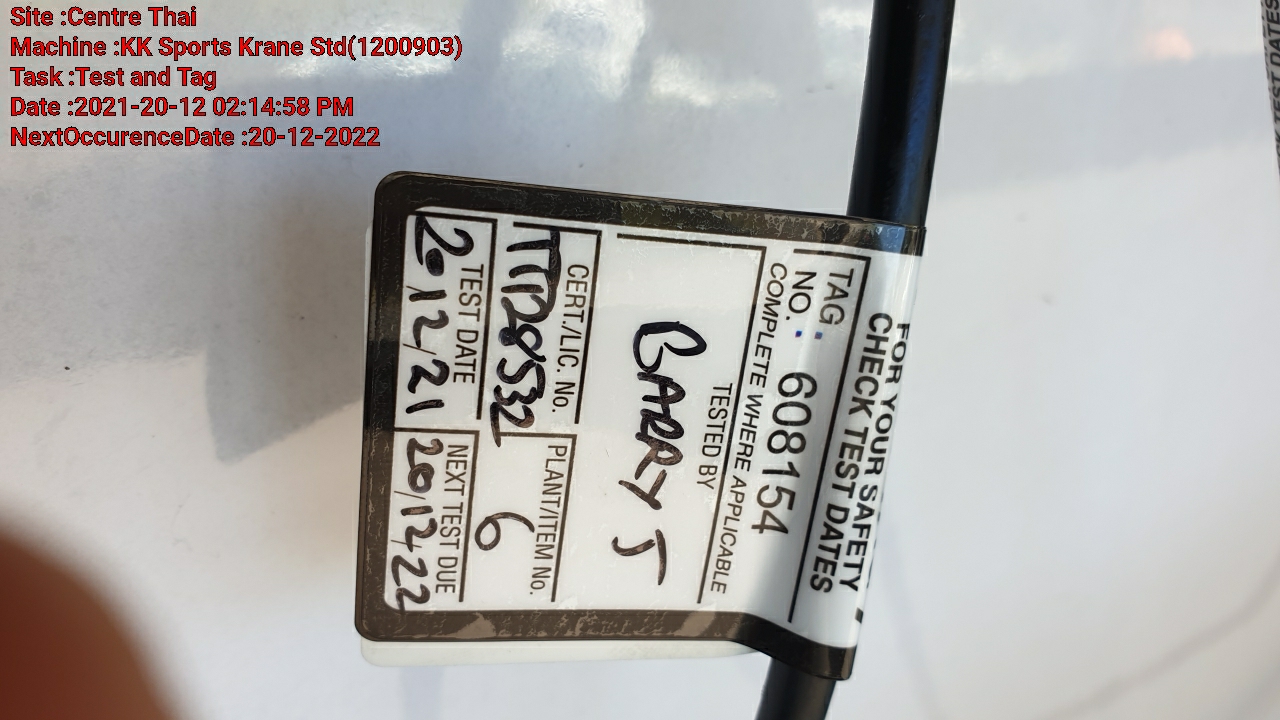 Site :Centre Thai
Machine :KK Sports Krane Std(1200903)
Task :Test and Tag
Date :2021-20-12 02:14:58 PM
NextOccurenceDate :20-12-2022
FOR YOUR SAFETY
CHECK TEST DATES
TAG NO. : 608154
COMPLETE WHERE APPLICABLE
TESTED BY
BARRY J
CERT./LIC. No.
PLANT/ITEM No.
6
TEST DATE
NEXT TEST DUE
20/12/21
20/12/22
TEST DATES